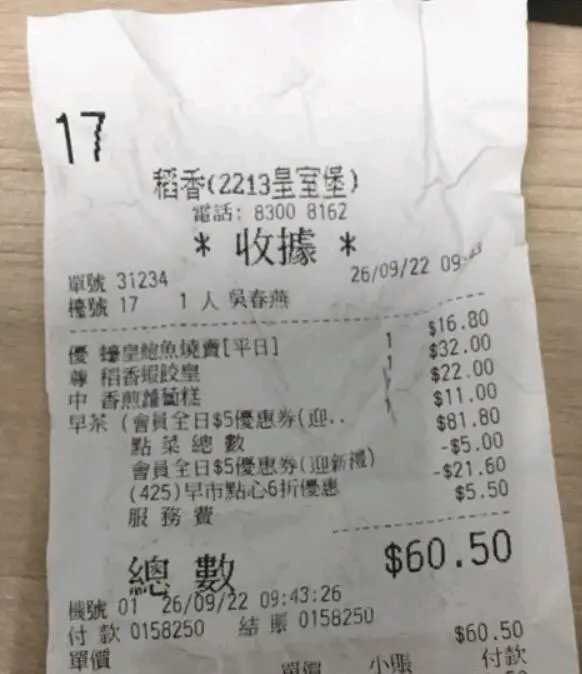 17
稻香(2213皇室堡)
電話: 8300 8162
* 收據 *
單號 31234 26/09/22 09:43
檯號 17 1 人 吳春燕
優 蠔皇鮑魚燒賣[平日] 1 $16.80
尊 稻香蝦餃皇 1 $32.00
中 香煎蘿蔔糕 1 $22.00
早茶 (會員全日$5優惠券(迎.. $11.00
點菜總數 $81.80
會員全日$5優惠券(迎新禮) -$5.00
(425)早市點心6折優惠 -$21.60
服務費 $5.50
總數 $60.50
機號 01 26/09/22 09:43:26
付款 0158250 結賬 0158250
$60.50
單價 單價 小賬 付款